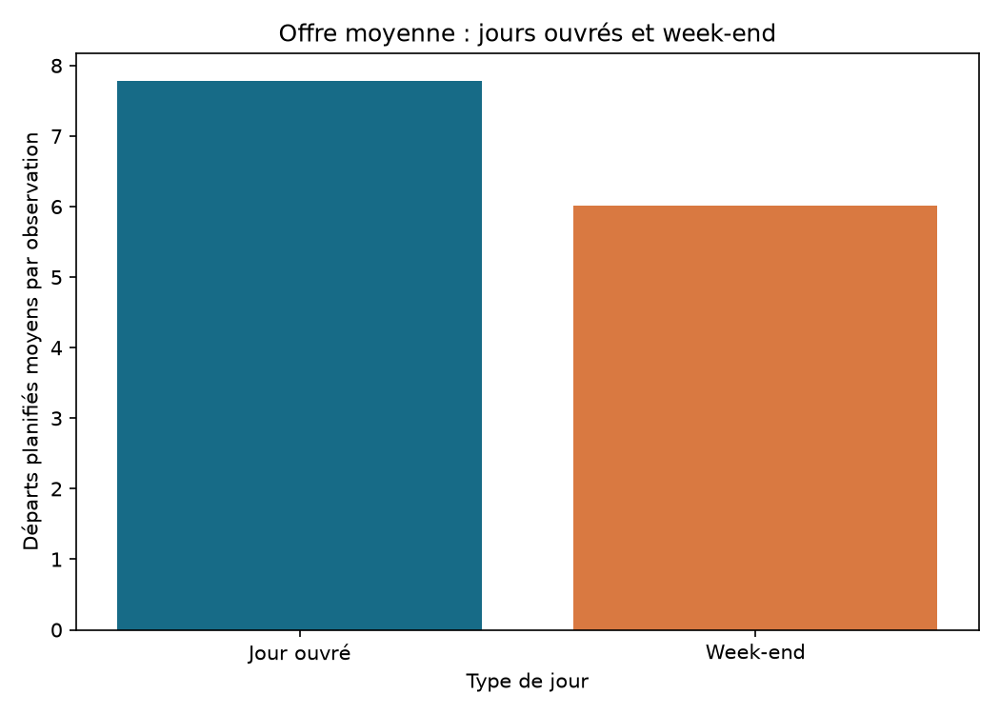 Offre moyenne : jours ouvrés et week-end
Départs planifiés moyens par observation
8
7
6
5
4
3
2
1
0
Jour ouvré
Week-end
Type de jour